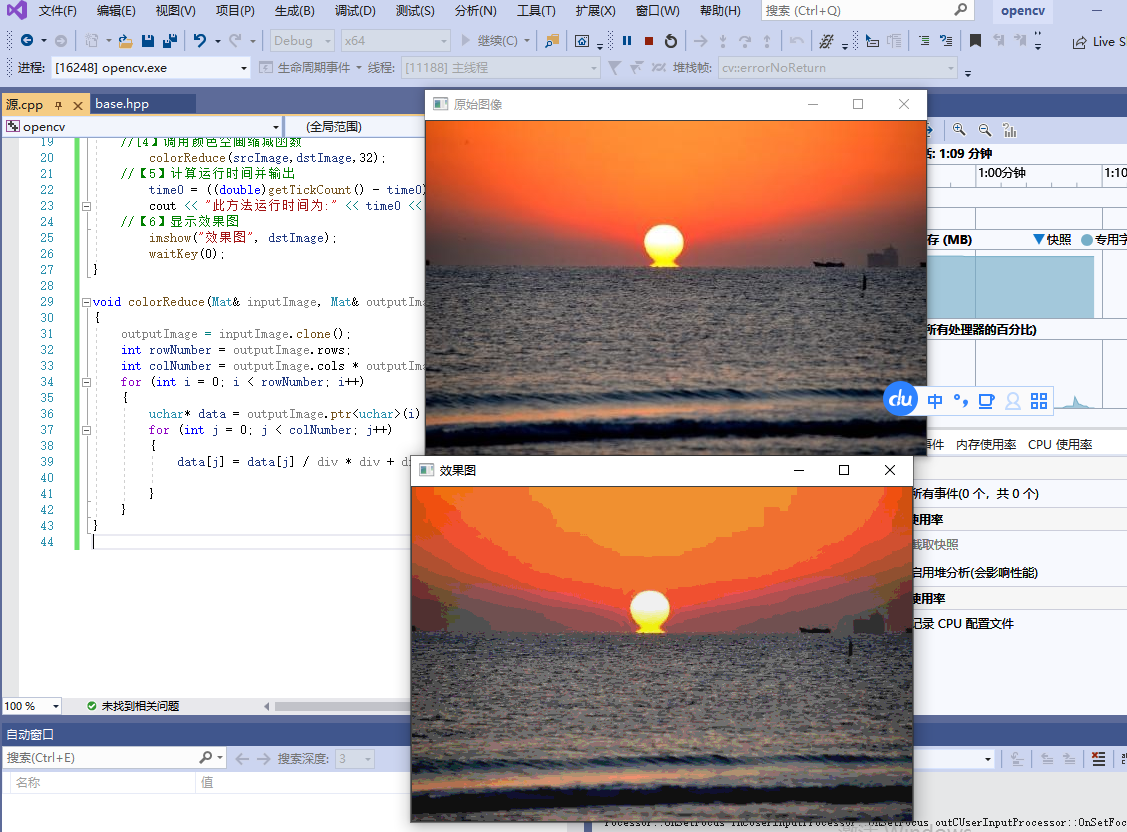 文件(F) 编辑(E) 视图(V) 项目(P) 生成(B) 调试(D) 测试(S) 分析(N) 工具(T) 扩展(X) 窗口(W) 帮助(H) 搜索 (Ctrl+Q) opencv
Debug x64 继续(C) Live S
进程: [16248] opencv.exe 生命周期事件 线程: [11188] 主线程 堆栈帧: cv::errorNoReturn
源.cpp base.hpp
opencv (全局范围)
原始图像
19 //【4】调用颜色空间缩减函数
20 colorReduce(srcImage,dstImage,32);
21 //【5】计算运行时间并输出
22 time0 = ((double)getTickCount() - time0)
23 cout << "此方法运行时间为:" << time0 <<
24 //【6】显示效果图
25 imshow("效果图", dstImage);
26 waitKey(0);
27 }
28
29 void colorReduce(Mat& inputImage, Mat& outputIma
30 {
31 outputImage = inputImage.clone();
32 int rowNumber = outputImage.rows;
33 int colNumber = outputImage.cols * outputIma
34 for (int i = 0; i < rowNumber; i++)
35 {
36 uchar* data = outputImage.ptr<uchar>(i)
37 for (int j = 0; j < colNumber; j++)
38 {
39 data[j] = data[j] / div * div + di
40
41 }
42 }
43 }
44
: 1:09 分钟
1:00分钟 1:10
存 (MB) 快照 专用字
所有处理器的百分比)
du 中
事件 内存使用率 CPU 使用率
所有事件(0 个，共 0 个)
使用率
截取快照
启用堆分析(会影响性能)
使用率
记录 CPU 配置文件
效果图
100 % 未找到相关问题
自动窗口
搜索(Ctrl+E) 搜索深度: 3
名称 值
outCUserInputProcessor::OnSetFoc
Windows